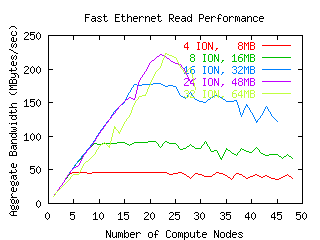 Fast Ethernet Read Performance
Aggregate Bandwidth (MBytes/sec)
250
200
150
100
50
0
4 ION, 8MB
8 ION, 16MB
16 ION, 32MB
24 ION, 48MB
32 ION, 64MB
0 5 10 15 20 25 30 35 40 45 50
Number of Compute Nodes